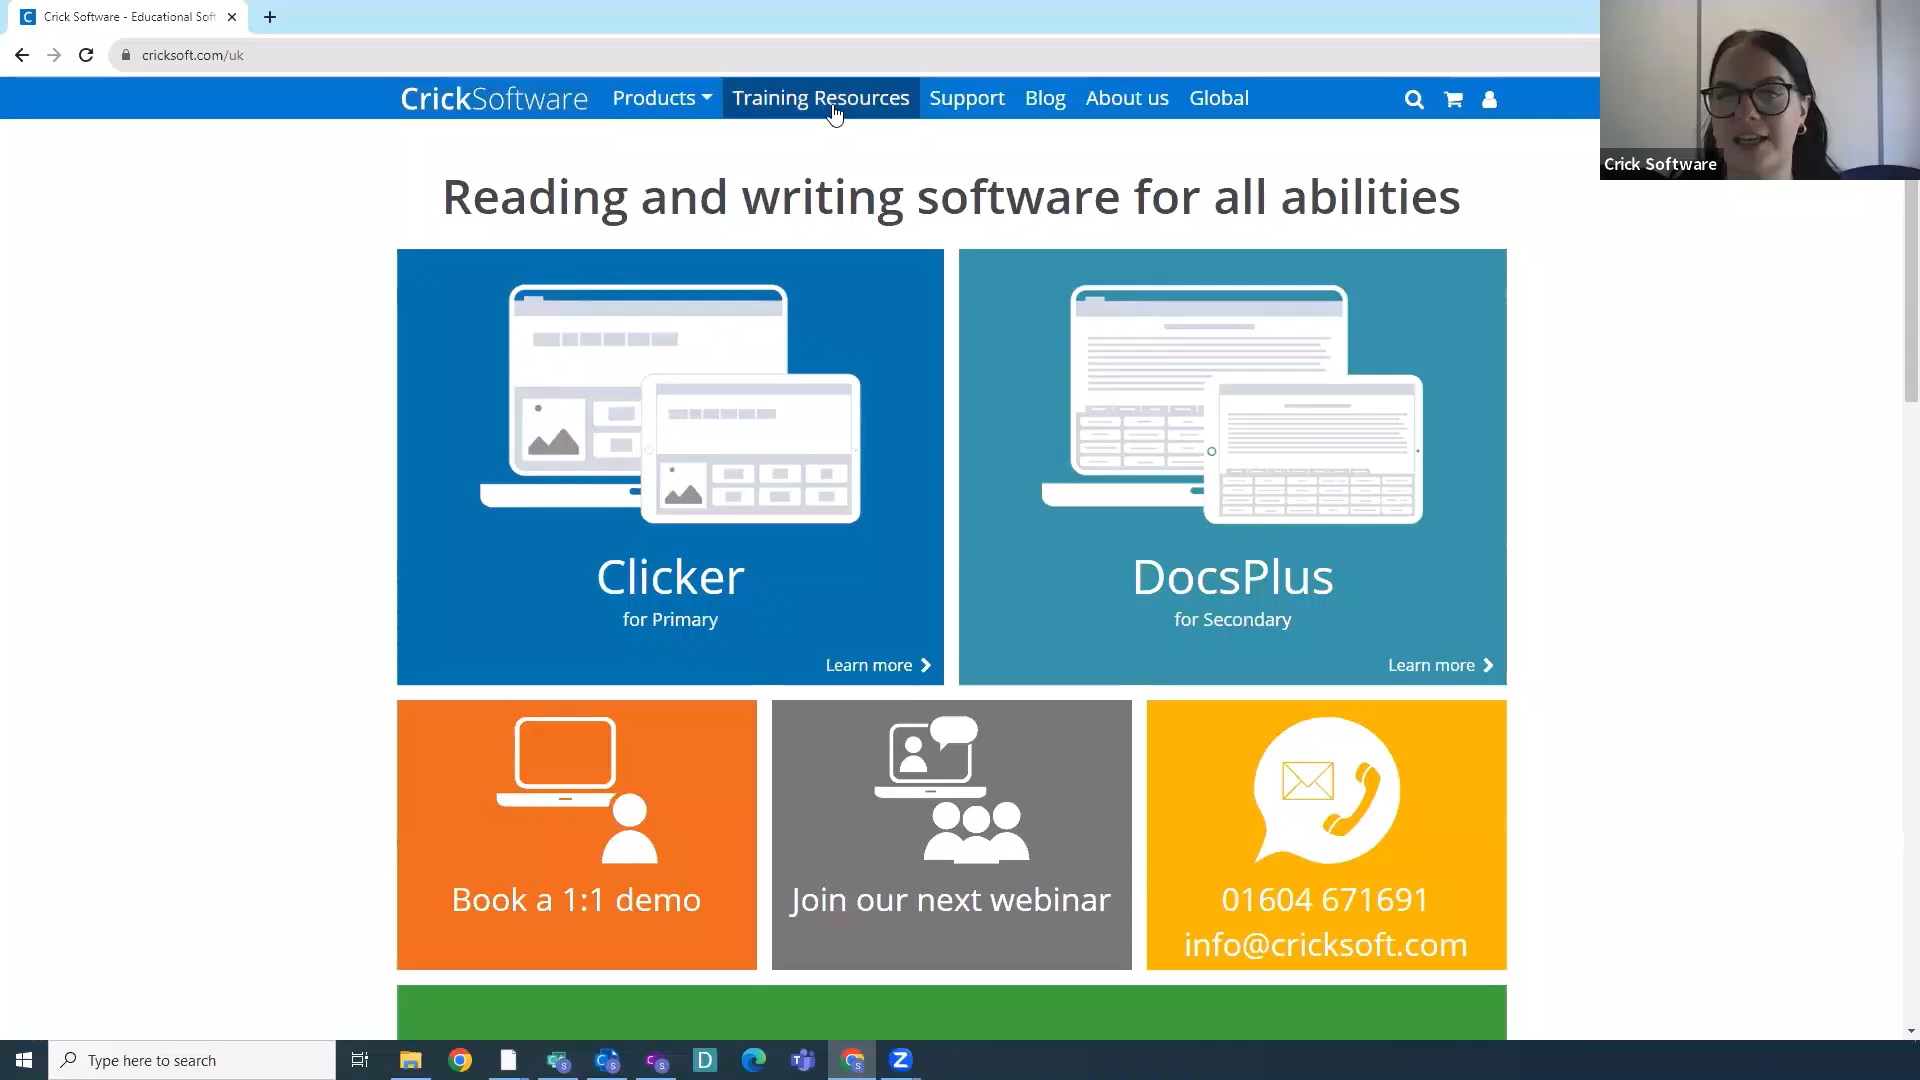 Crick Software - Educational Soft
cricksoft.com/uk
CrickSoftware Products Training Resources Support Blog About us Global
Crick Software
Reading and writing software for all abilities
Clicker
for Primary
Learn more
DocsPlus
for Secondary
Learn more
Book a 1:1 demo
Join our next webinar
01604 671691
info@cricksoft.com
Type here to search